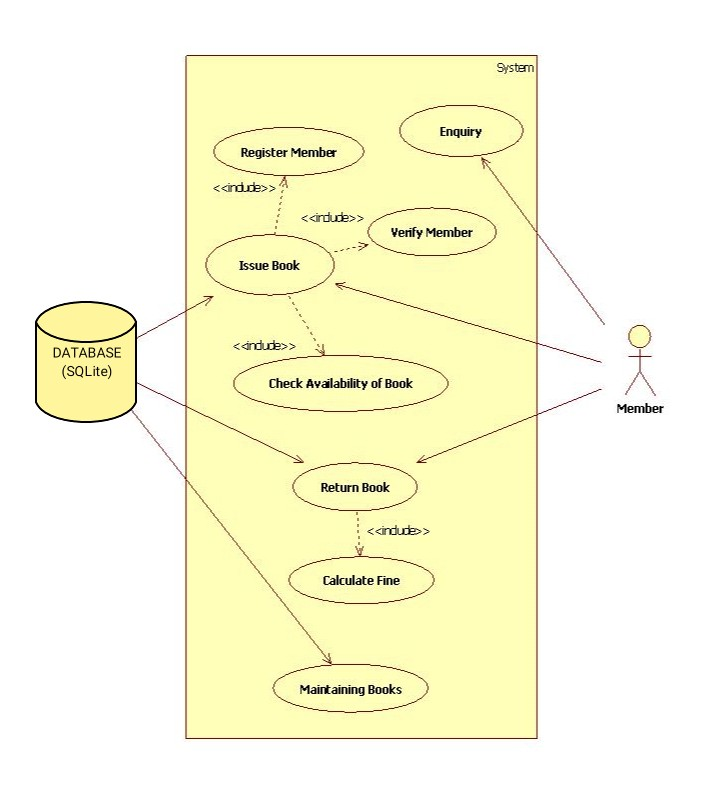 System
Enquiry
Register Member
<<include>>
<<include>>
Verify Member
Issue Book
DATABASE
(SQLite)
<<include>>
Check Availability of Book
Member
Return Book
<<include>>
Calculate Fine
Maintaining Books